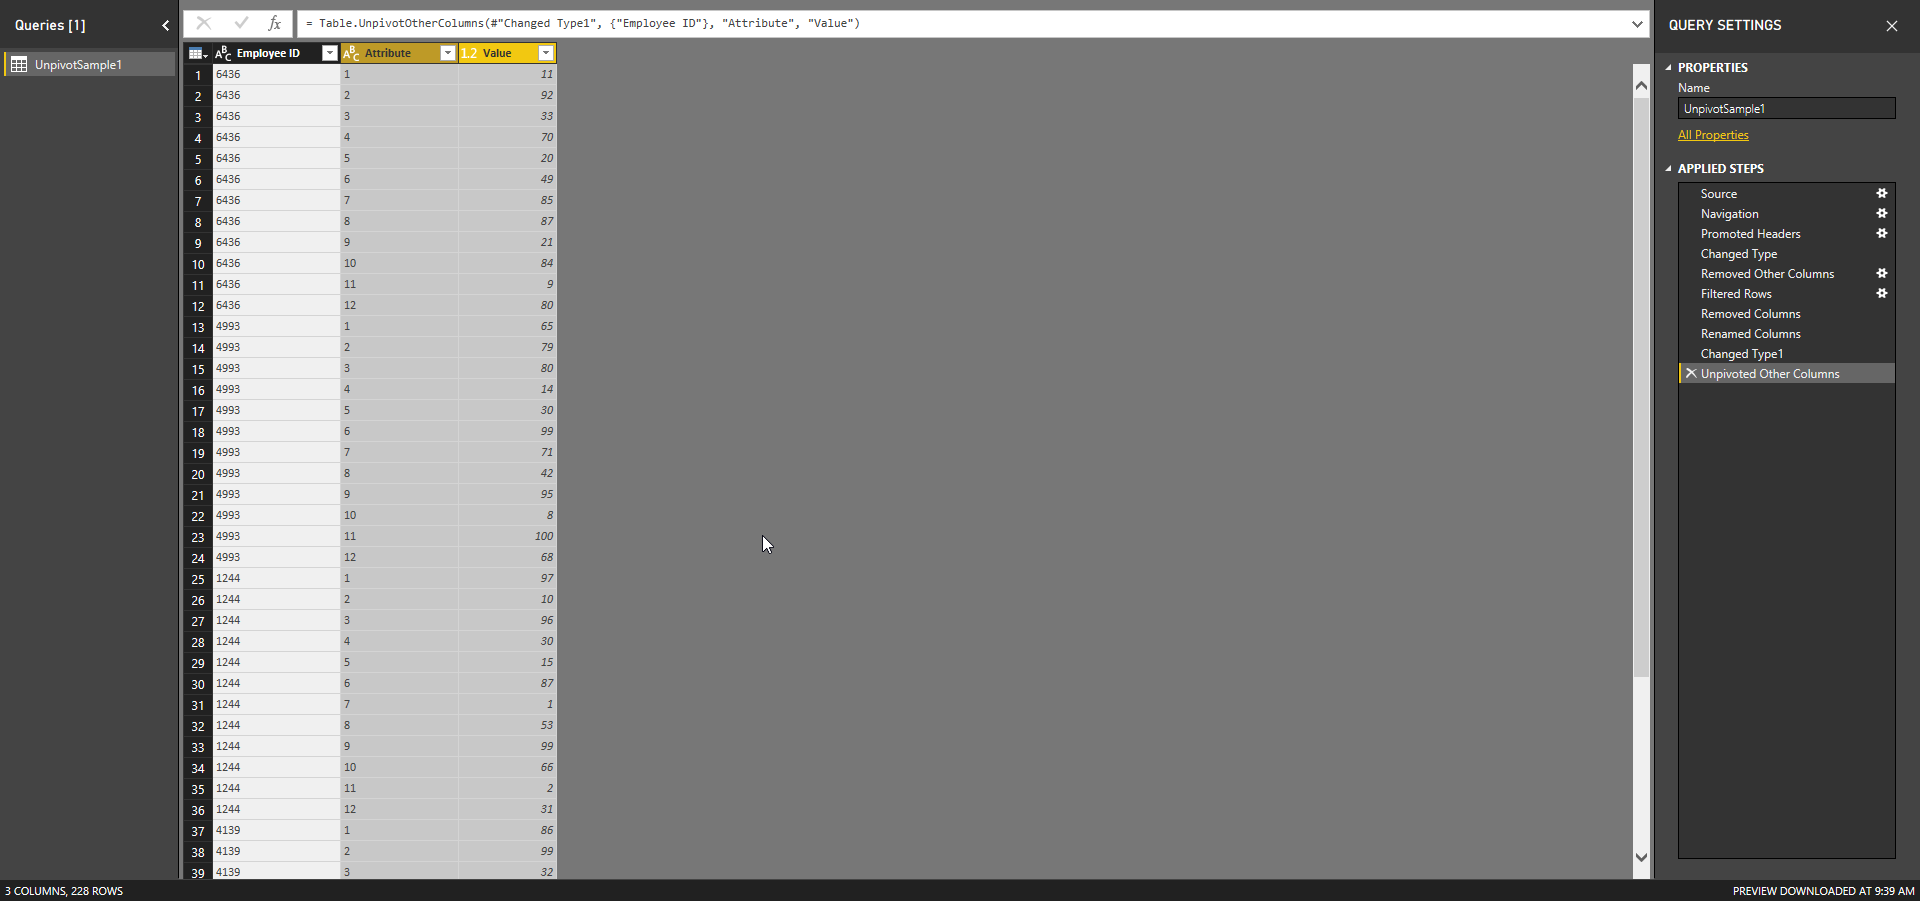 Queries [1]
UnpivotSample1
fx
= Table.UnpivotOtherColumns(#"Changed Type1", {"Employee ID"}, "Attribute", "Value")
ABC Employee ID ABC Attribute 1.2 Value
1 6436 1 11
2 6436 2 92
3 6436 3 33
4 6436 4 70
5 6436 5 20
6 6436 6 49
7 6436 7 85
8 6436 8 87
9 6436 9 21
10 6436 10 84
11 6436 11 9
12 6436 12 80
13 4993 1 65
14 4993 2 79
15 4993 3 80
16 4993 4 14
17 4993 5 30
18 4993 6 99
19 4993 7 71
20 4993 8 42
21 4993 9 95
22 4993 10 8
23 4993 11 100
24 4993 12 68
25 1244 1 97
26 1244 2 10
27 1244 3 96
28 1244 4 30
29 1244 5 15
30 1244 6 87
31 1244 7 1
32 1244 8 53
33 1244 9 99
34 1244 10 66
35 1244 11 2
36 1244 12 31
37 4139 1 86
38 4139 2 99
39 4139 3 32
QUERY SETTINGS
PROPERTIES
Name
UnpivotSample1
All Properties
APPLIED STEPS
Source
Navigation
Promoted Headers
Changed Type
Removed Other Columns
Filtered Rows
Removed Columns
Renamed Columns
Changed Type1
Unpivoted Other Columns
3 COLUMNS, 228 ROWS
PREVIEW DOWNLOADED AT 9:39 AM